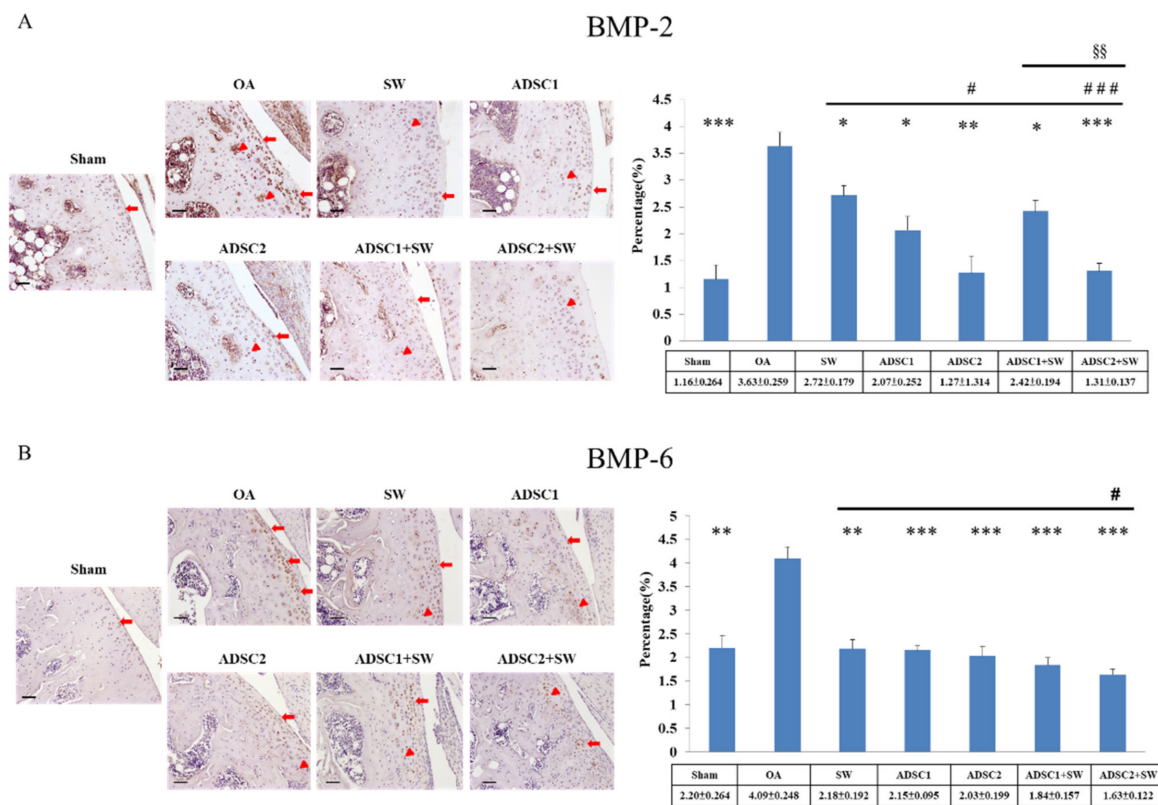 A
BMP-2
OA SW ADSC1
Sham
ADSC2 ADSC1+SW ADSC2+SW
§§
# ###
*** * * ** * ***
Percentage(%)
4.5
4
3.5
3
2.5
2
1.5
1
0.5
0
Sham OA SW ADSC1 ADSC2 ADSC1+SW ADSC2+SW
1.16±0.264 3.63±0.259 2.72±0.179 2.07±0.252 1.27±1.314 2.42±0.194 1.31±0.137
B
BMP-6
OA SW ADSC1
Sham
ADSC2 ADSC1+SW ADSC2+SW
#
** ** *** *** *** ***
Percentage(%)
5
4.5
4
3.5
3
2.5
2
1.5
1
0.5
0
Sham OA SW ADSC1 ADSC2 ADSC1+SW ADSC2+SW
2.20±0.264 4.09±0.248 2.18±0.192 2.15±0.095 2.03±0.199 1.84±0.157 1.63±0.122